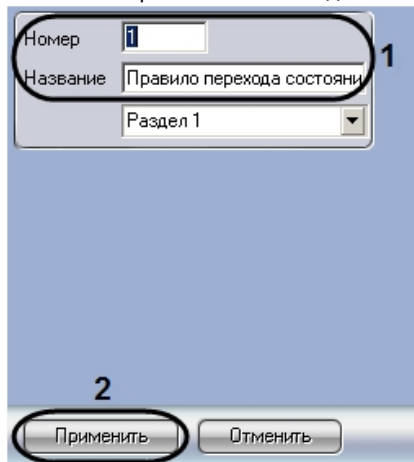 Номер 1
1
Название Правило перехода состояни
Раздел 1
2
Применить Отменить